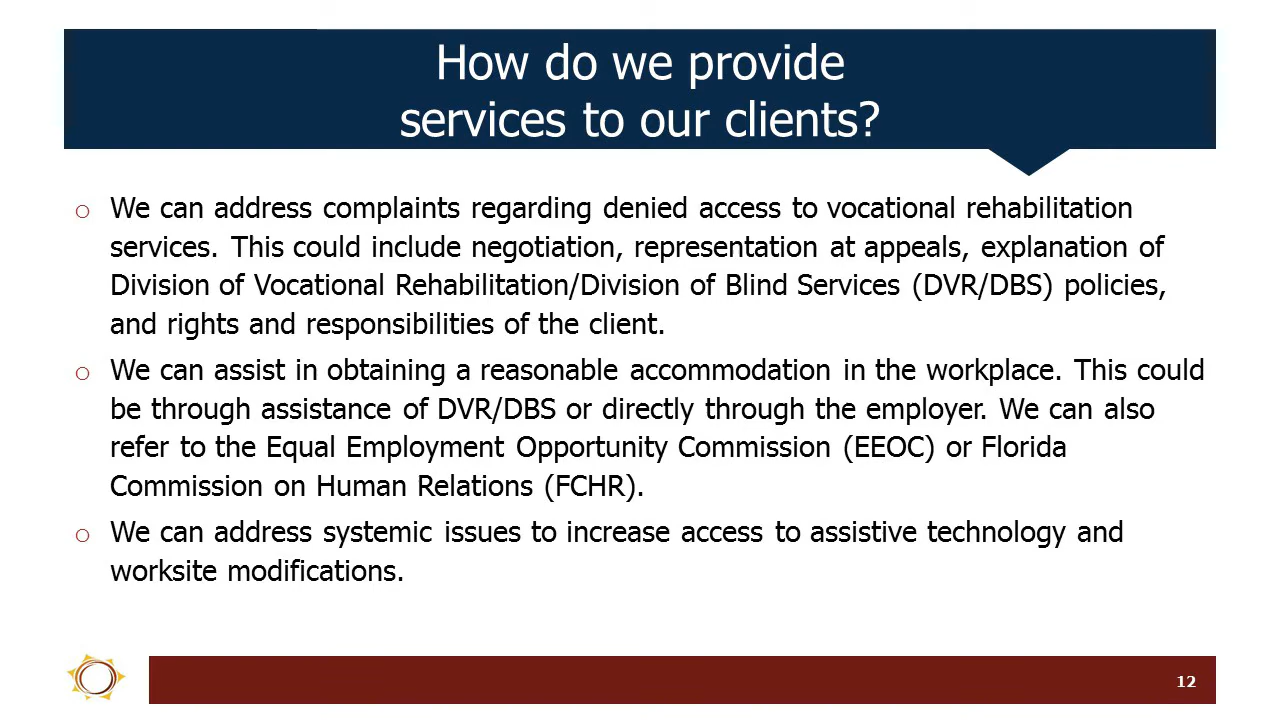 How do we provide
services to our clients?
o We can address complaints regarding denied access to vocational rehabilitation
services. This could include negotiation, representation at appeals, explanation of
Division of Vocational Rehabilitation/Division of Blind Services (DVR/DBS) policies,
and rights and responsibilities of the client.
o We can assist in obtaining a reasonable accommodation in the workplace. This could
be through assistance of DVR/DBS or directly through the employer. We can also
refer to the Equal Employment Opportunity Commission (EEOC) or Florida
Commission on Human Relations (FCHR).
o We can address systemic issues to increase access to assistive technology and
worksite modifications.
12